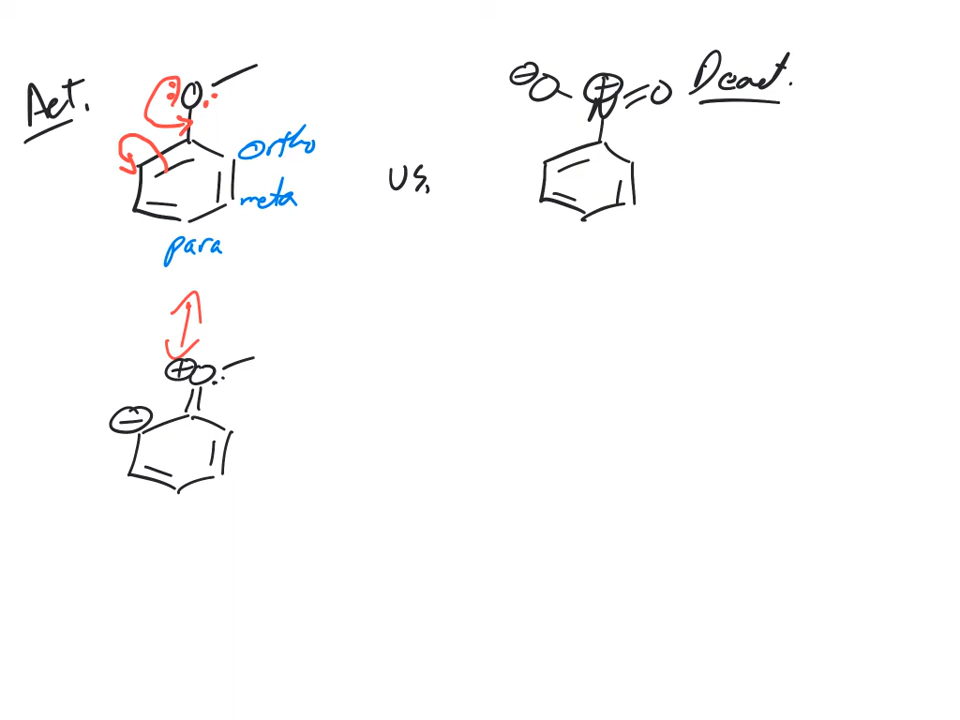 Act.
O
Ortho
meta
para
vs.
⊖O N⊕ O
Deact.
⊕O
⊖